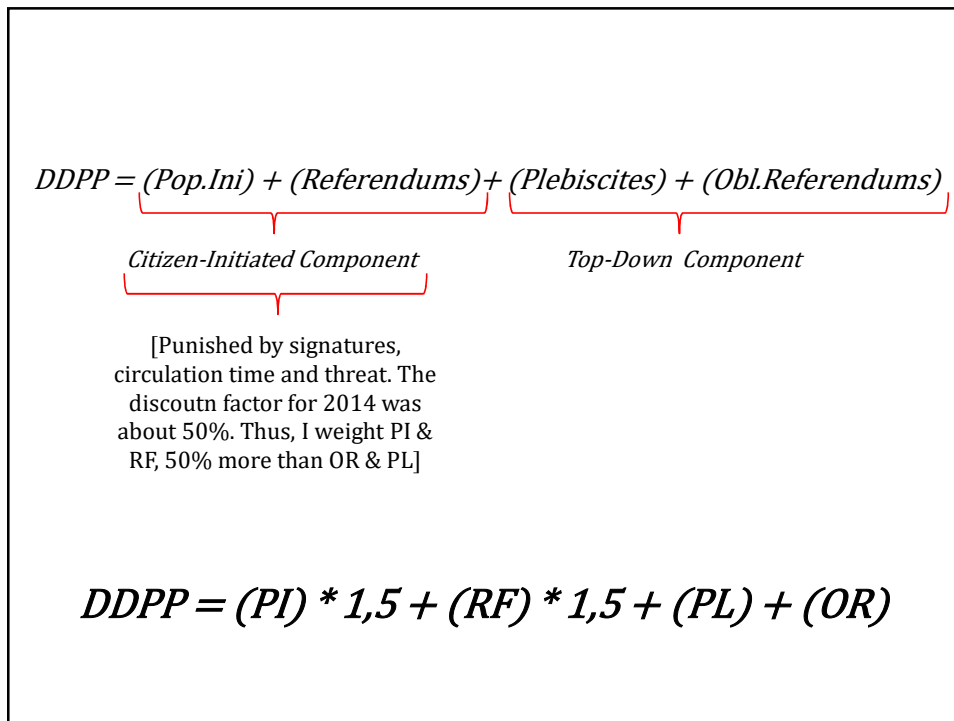 DDPP = (Pop.Ini) + (Referendums)+ (Plebiscites) + (Obl.Referendums)
Citizen-Initiated Component
Top-Down Component
[Punished by signatures,
circulation time and threat. The
discoutn factor for 2014 was
about 50%. Thus, I weight PI &
RF, 50% more than OR & PL]
DDPP = (PI) * 1,5 + (RF) * 1,5 + (PL) + (OR)